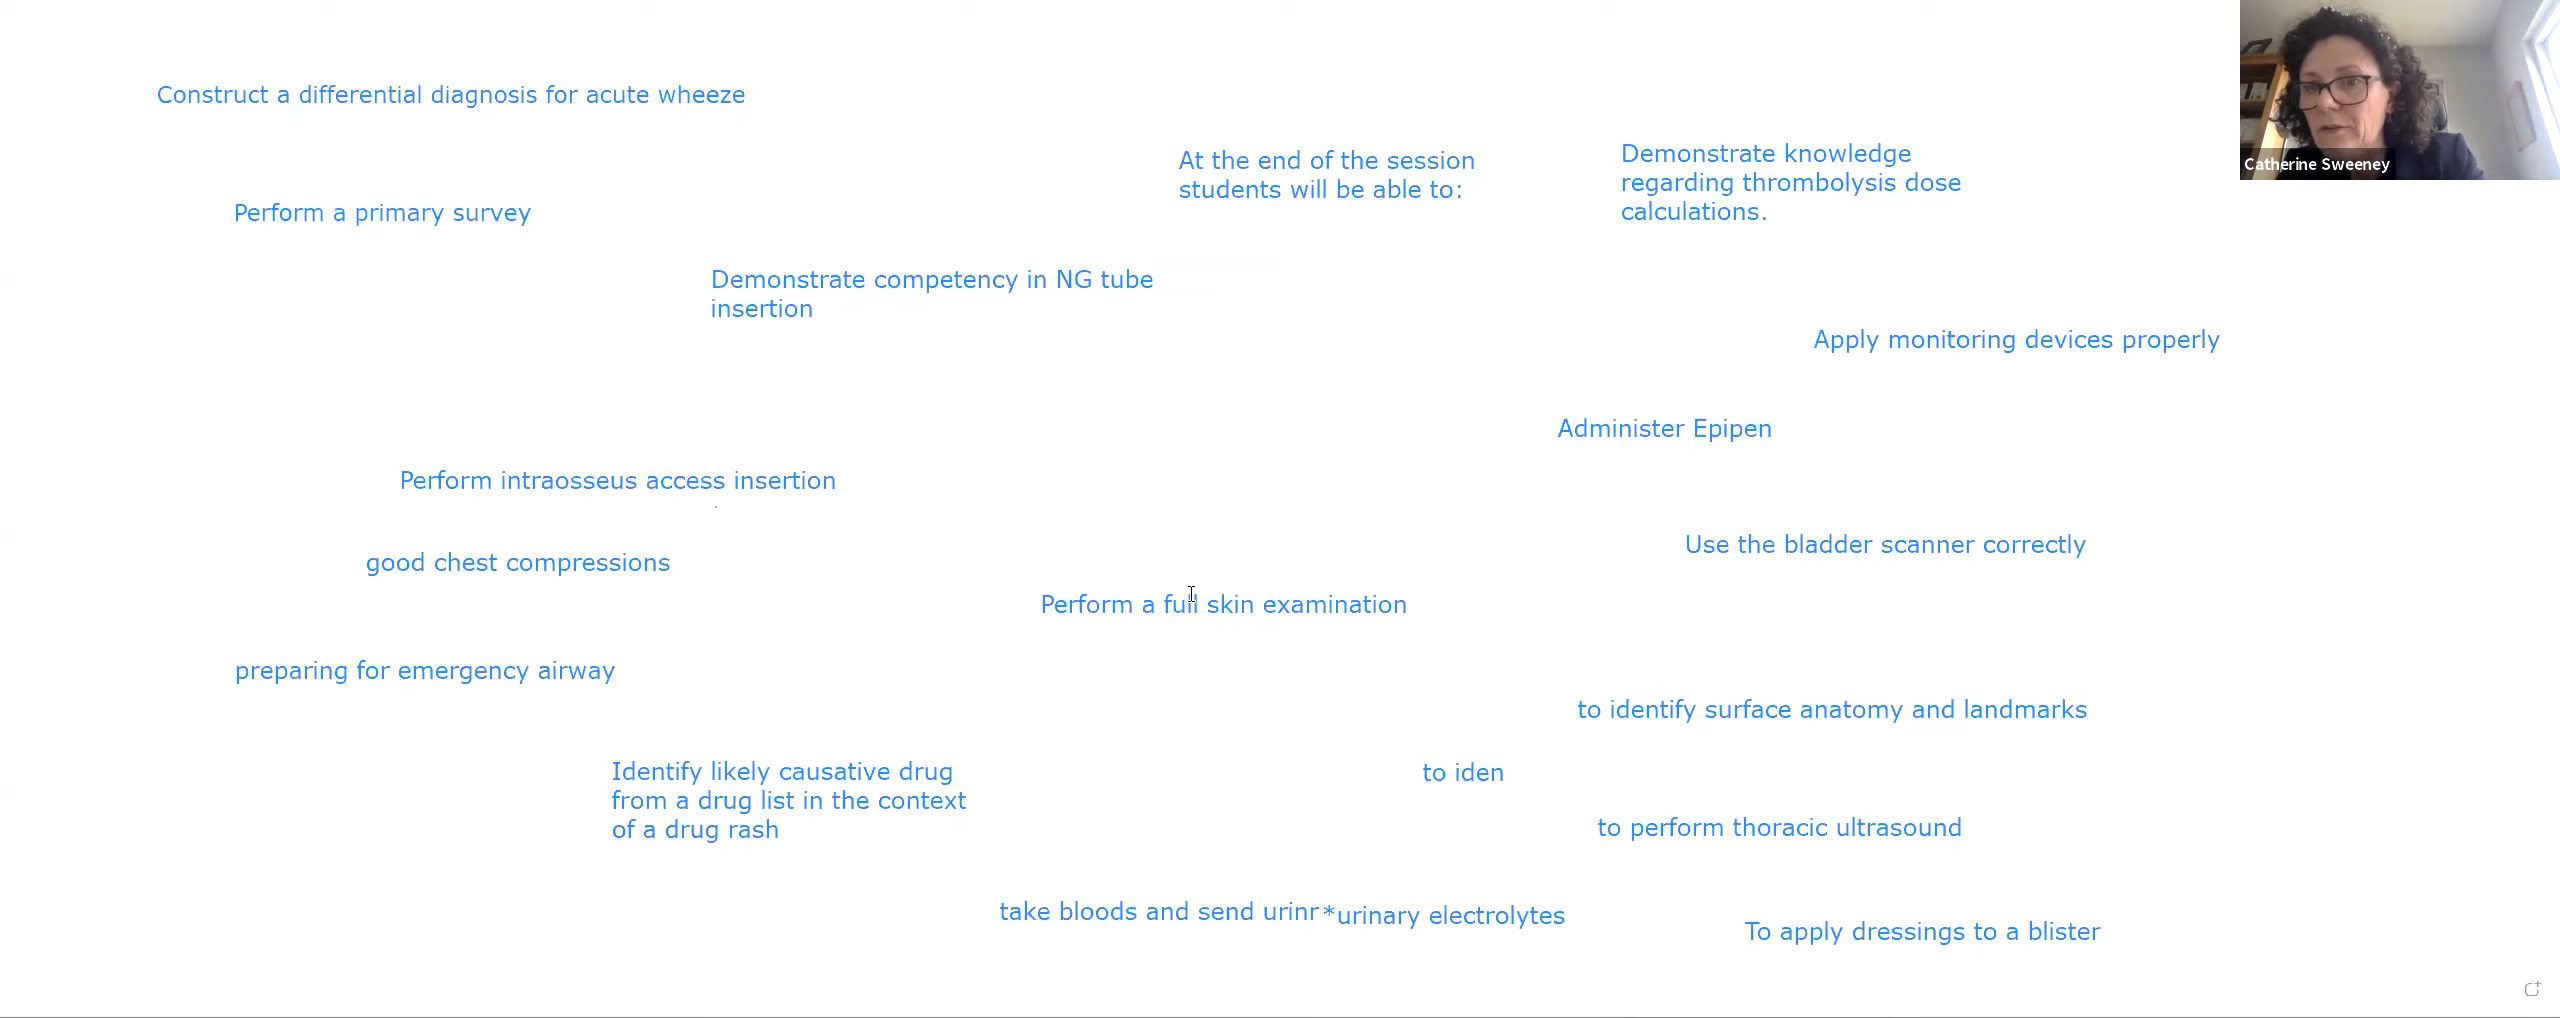 Construct a differential diagnosis for acute wheeze
At the end of the session
students will be able to:
Demonstrate knowledge
regarding thrombolysis dose
calculations.
Catherine Sweeney
Perform a primary survey
Demonstrate competency in NG tube
insertion
Apply monitoring devices properly
Administer Epipen
Perform intraosseus access insertion
Use the bladder scanner correctly
good chest compressions
Perform a full skin examination
preparing for emergency airway
to identify surface anatomy and landmarks
Identify likely causative drug
from a drug list in the context
of a drug rash
to iden
to perform thoracic ultrasound
take bloods and send urinr
*urinary electrolytes
To apply dressings to a blister